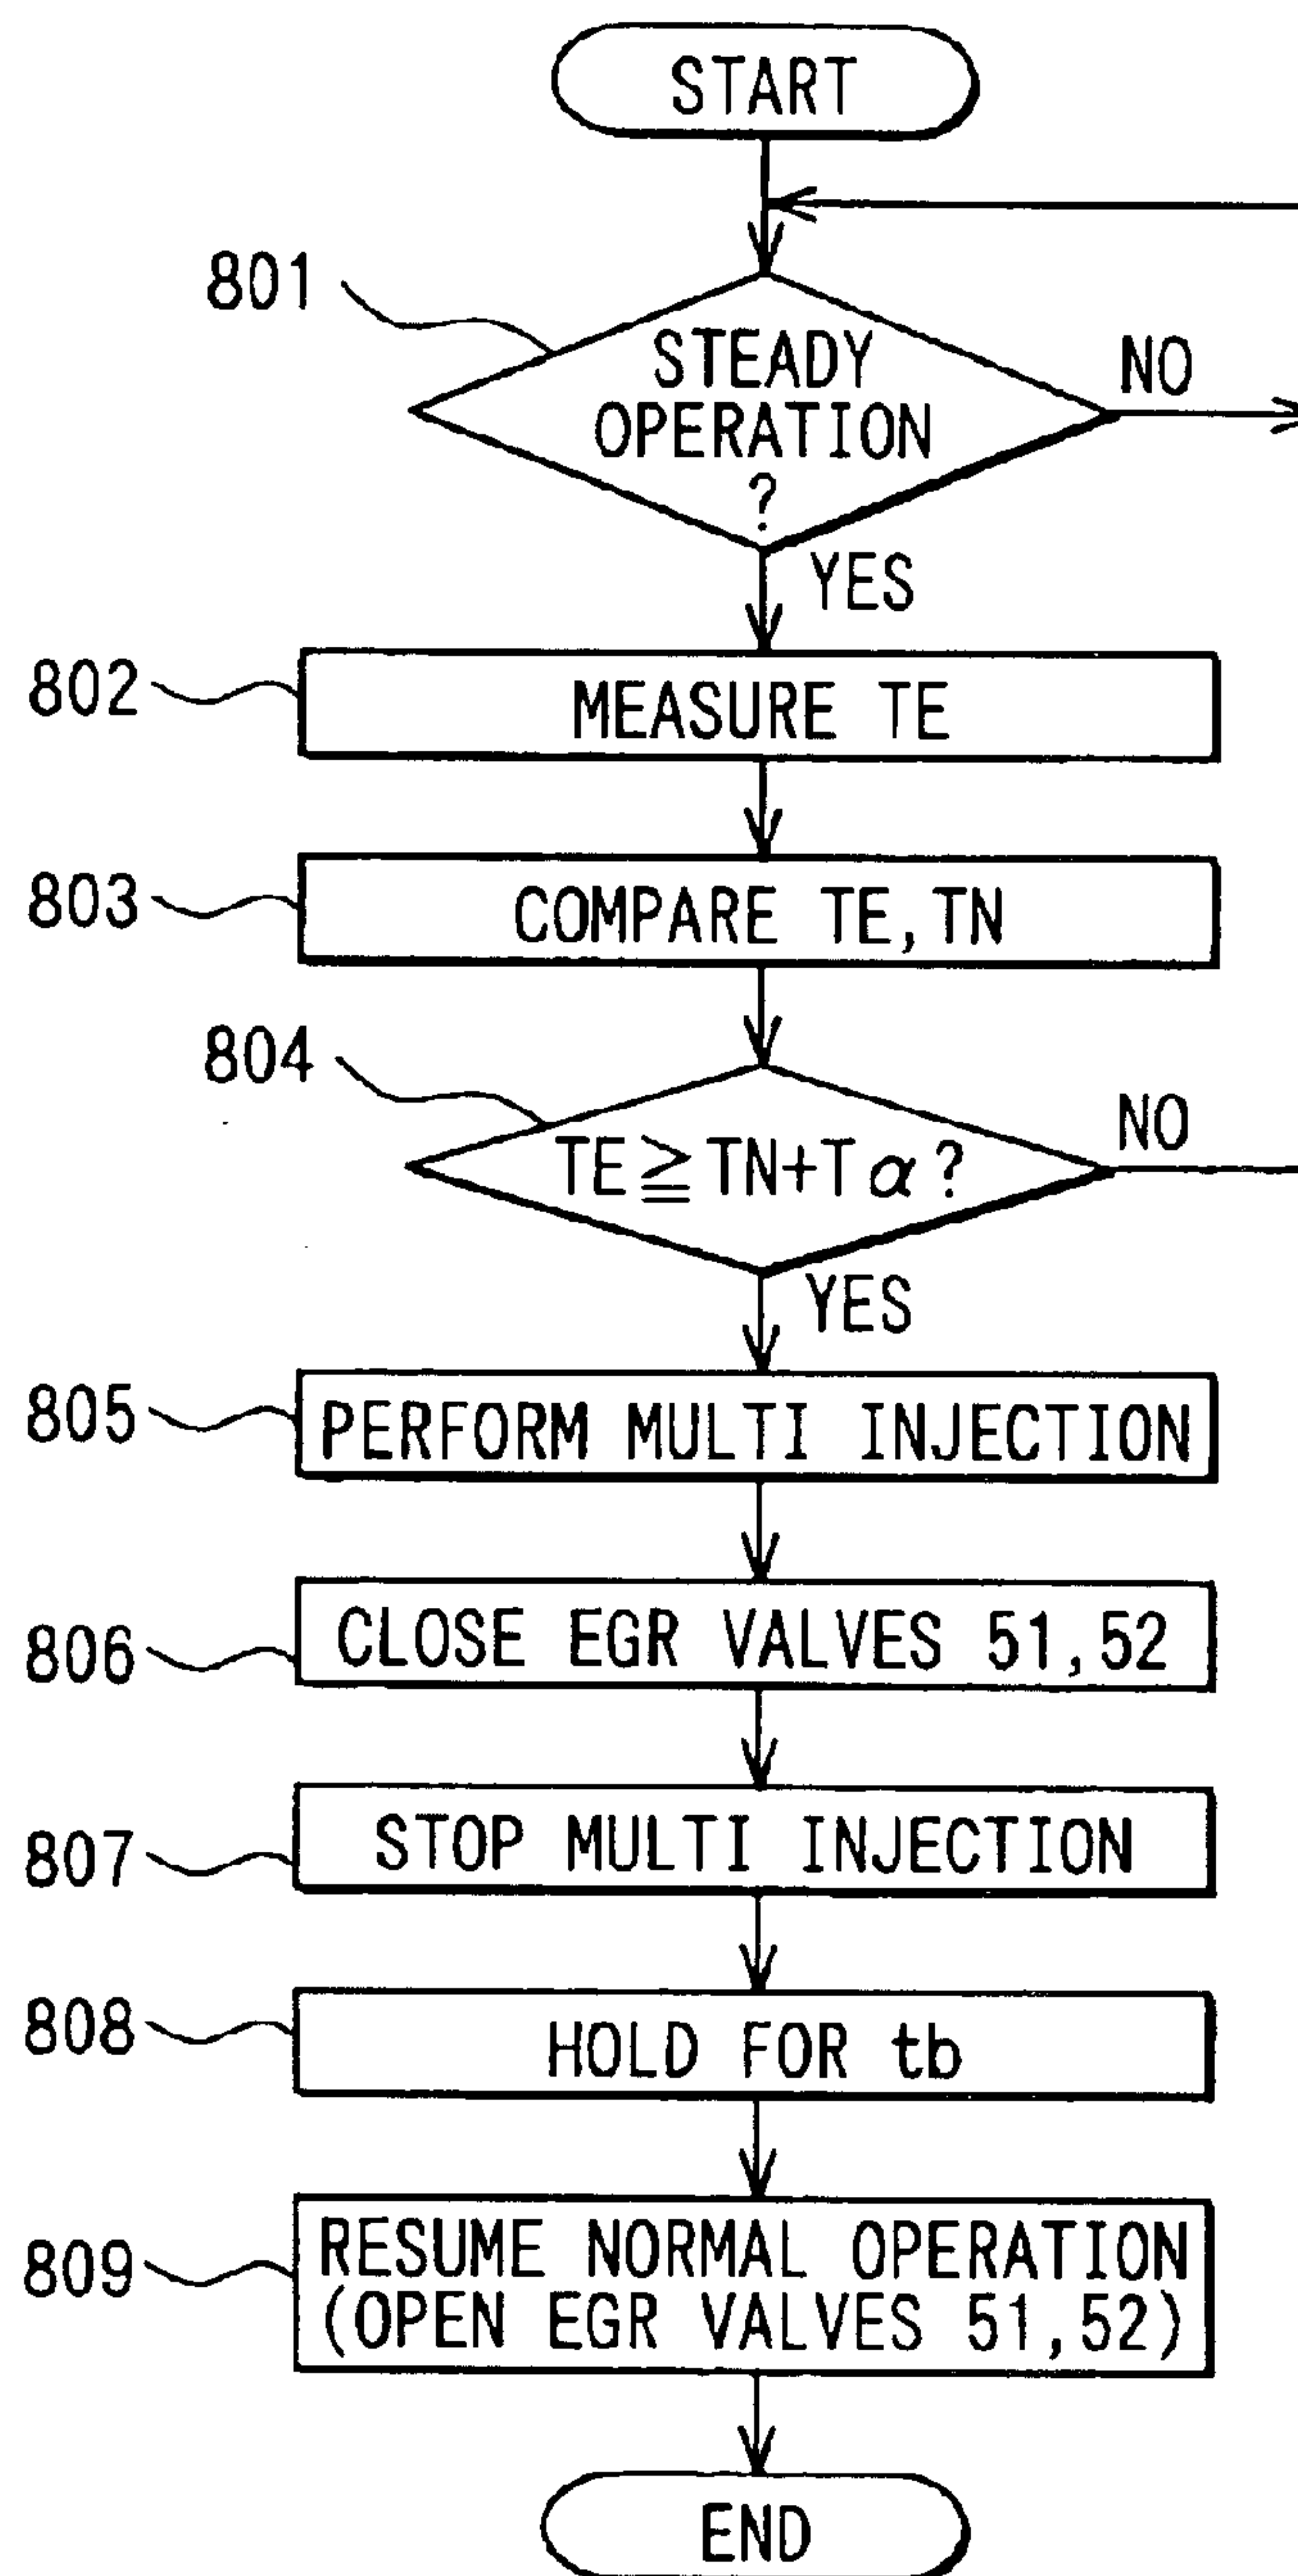 START
801
STEADY
OPERATION
?
NO
YES
802
MEASURE TE
803
COMPARE TE, TN
804
TE ≧ TN+Tα?
NO
YES
805
PERFORM MULTI INJECTION
806
CLOSE EGR VALVES 51, 52
807
STOP MULTI INJECTION
808
HOLD FOR tb
809
RESUME NORMAL OPERATION
(OPEN EGR VALVES 51, 52)
END